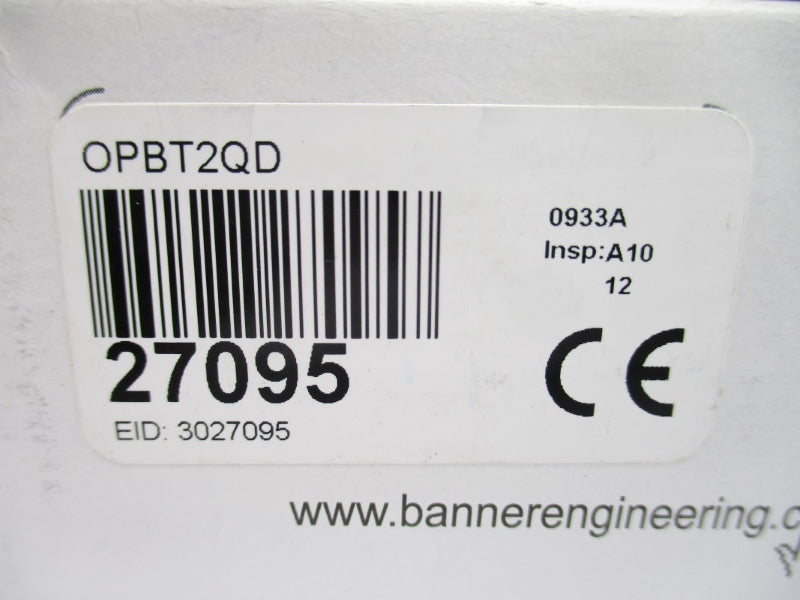 OPBT2QD
0933A
Insp:A10
12
27095
CE
EID: 3027095
www.bannerengineering.c